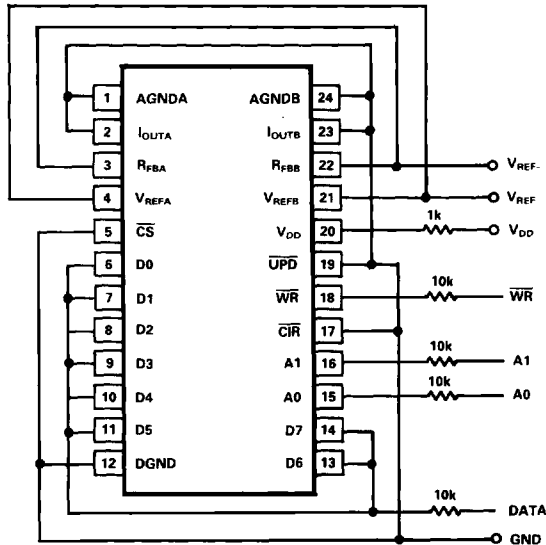 1 AGNDA AGNDB 24
2 IOUTA IOUTB 23
3 RFBA RFBB 22 VREF-
4 VREFA VREFB 21 VREF
5 CS VDD 20 1k VDD
6 D0 UPD 19
10k
7 D1 WR 18 WR
8 D2 CIR 17
10k
9 D3 A1 16 A1
10k
10 D4 A0 15 A0
11 D5 D7 14
12 DGND D6 13
10k
DATA
GND